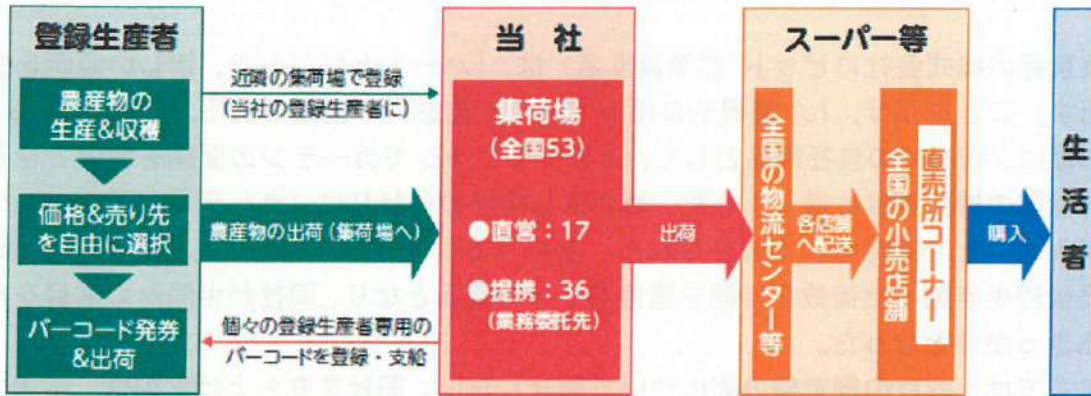 登録生産者
農産物の
生産&収穫
価格&売り先
を自由に選択
バーコード発券
&出荷
近隣の集荷場で登録
(当社の登録生産者に)
農産物の出荷(集荷場へ)
個々の登録生産者専用の
バーコードを登録・支給
当社
集荷場
(全国53)
●直営：17
●提携：36
(業務委託先)
出荷
スーパー等
全国の物流センター等
各店舗
へ配送
直売所コーナー
全国の小売店舗
購入
生活者